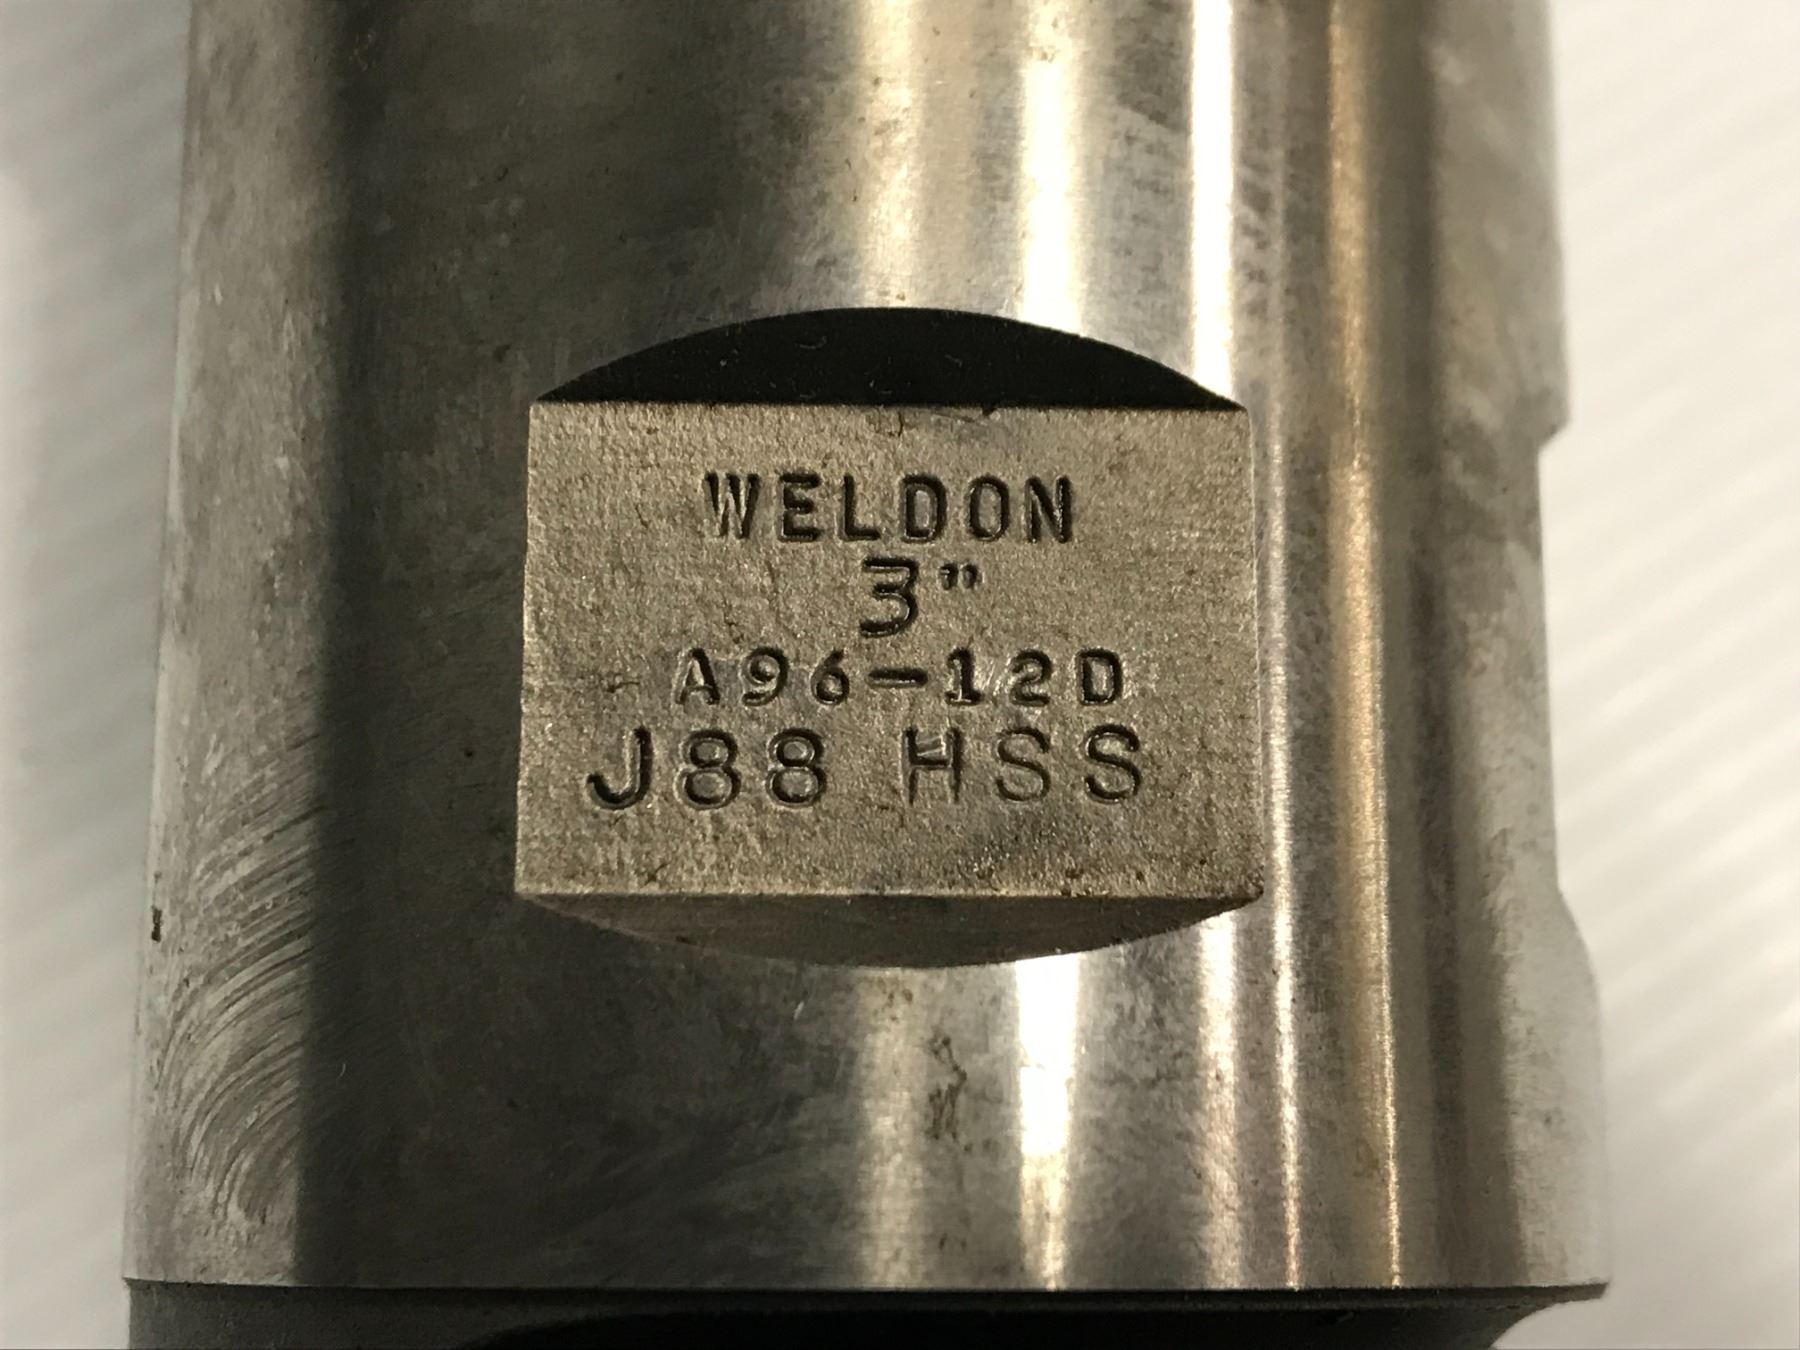 WELDON
3"
A96-12D
J88 HSS